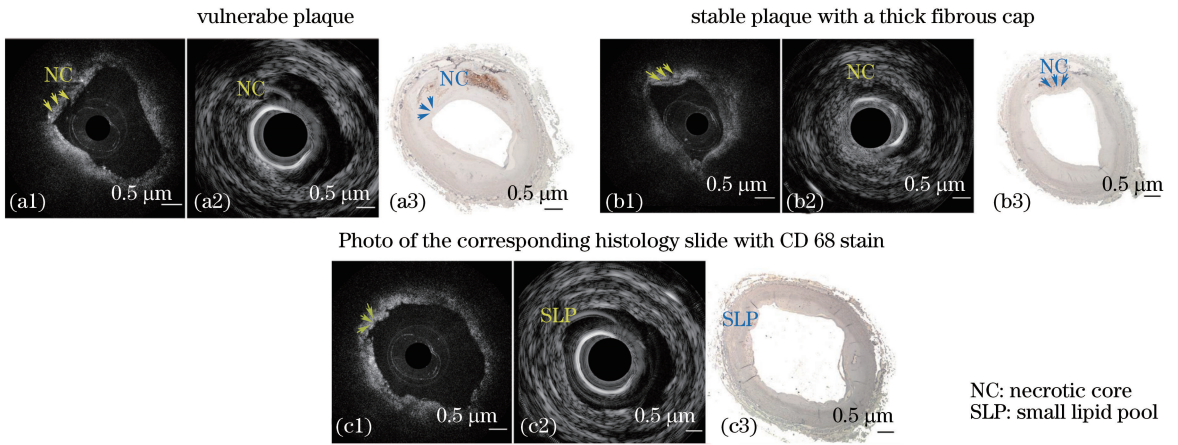 vulnerabe plaque
stable plaque with a thick fibrous cap
NC
(a1)
0.5 μm
NC
(a2)
0.5 μm
NC
(a3)
0.5 μm
(b1)
0.5 μm
NC
(b2)
0.5 μm
NC
(b3)
0.5 μm
Photo of the corresponding histology slide with CD 68 stain
(c1)
0.5 μm
SLP
(c2)
0.5 μm
SLP
(c3)
0.5 μm
NC: necrotic core
SLP: small lipid pool